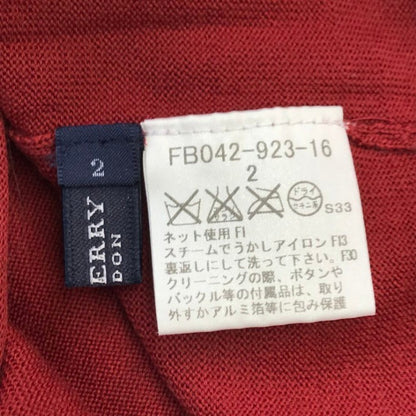 FB042-923-16
2
ドライ
セキユ系
S33
ネット使用 F1
スチームでうかしアイロン F13
裏返しにして洗って下さい。F30
クリーニングの際、ボタンや
バックル等の付属品は、取り
外すかアルミ箔等に包み保護
2
ERRY
DON